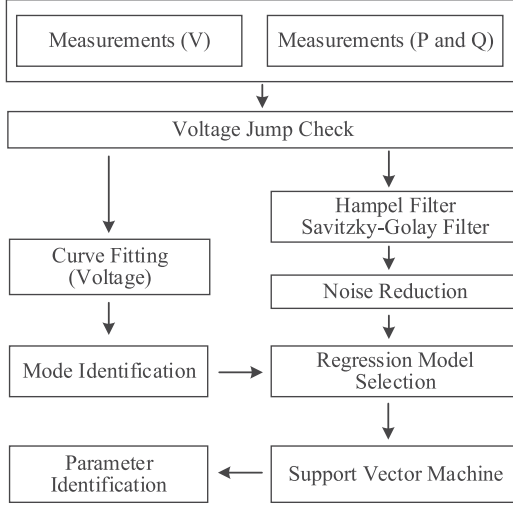 Measurements (V)
Measurements (P and Q)
Voltage Jump Check
Hampel Filter
Savitzky-Golay Filter
Curve Fitting
(Voltage)
Noise Reduction
Mode Identification
Regression Model
Selection
Parameter
Identification
Support Vector Machine